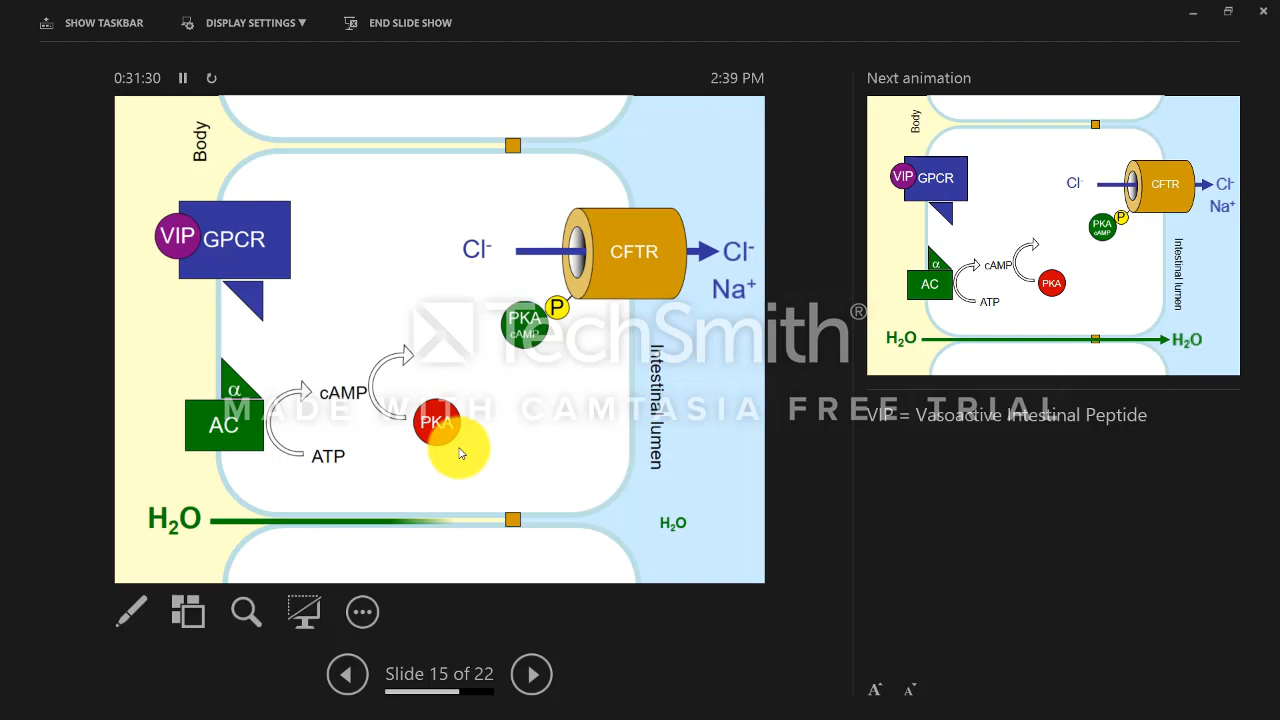 SHOW TASKBAR
DISPLAY SETTINGS ▼
END SLIDE SHOW
0:31:30
2:39 PM
Next animation
Body
VIP
GPCR
Cl⁻
CFTR
Cl⁻
Na⁺
P
PKA
cAMP
α
AC
cAMP
ATP
PKA
Intestinal lumen
H₂O
H₂O
TechSmith®
MADE WITH CAMTASIA FREE TRIAL
Body
VIP
GPCR
Cl⁻
CFTR
Cl⁻
Na⁺
P
PKA
cAMP
α
AC
cAMP
ATP
PKA
Intestinal lumen
H₂O
H₂O
VIP = Vasoactive Intestinal Peptide
Slide 15 of 22
A
A